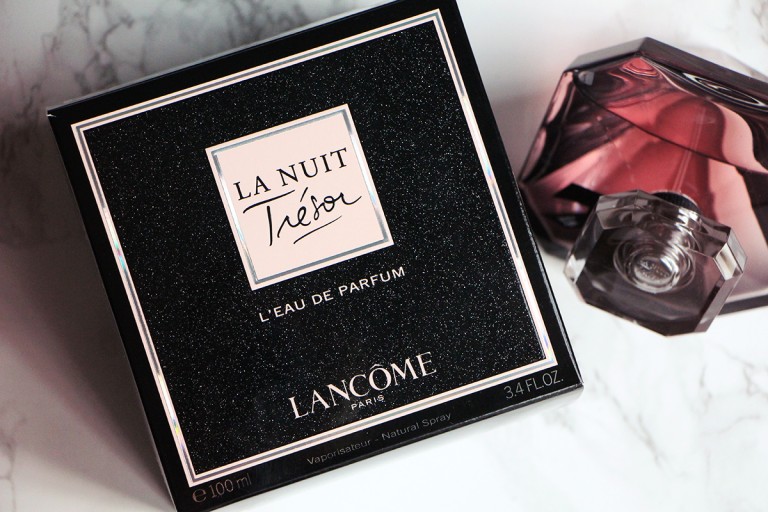 LA NUIT
Trésor
L'EAU DE PARFUM
LANCÔME
PARIS
Vaporisateur · Natural Spray
℮100 ml
3.4 FL.OZ.